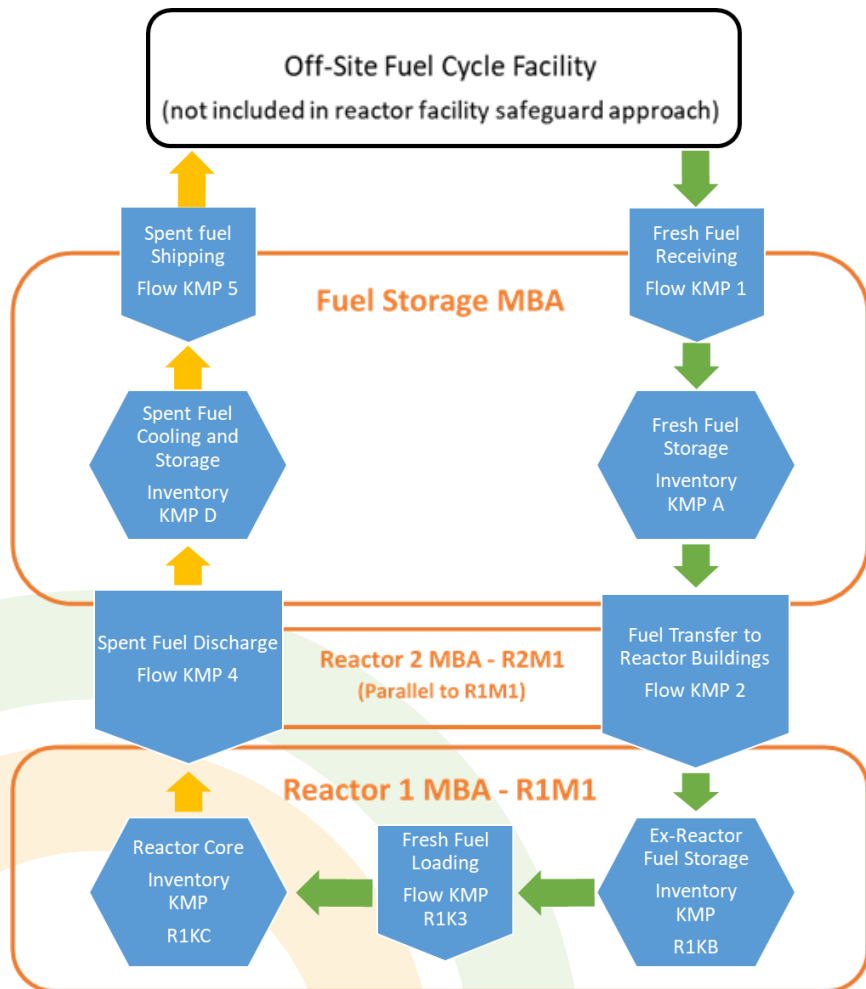 Off-Site Fuel Cycle Facility
(not included in reactor facility safeguard approach)
Spent fuel
Shipping
Flow KMP 5
Fresh Fuel
Receiving
Flow KMP 1
Fuel Storage MBA
Spent Fuel
Cooling and
Storage
Inventory
KMP D
Fresh Fuel
Storage
Inventory
KMP A
Spent Fuel Discharge
Flow KMP 4
Reactor 2 MBA - R2M1
(Parallel to R1M1)
Fuel Transfer to
Reactor Buildings
Flow KMP 2
Reactor 1 MBA - R1M1
Reactor Core
Inventory
KMP
R1KC
Fresh Fuel
Loading
Flow KMP
R1K3
Ex-Reactor
Fuel Storage
Inventory
KMP
R1KB